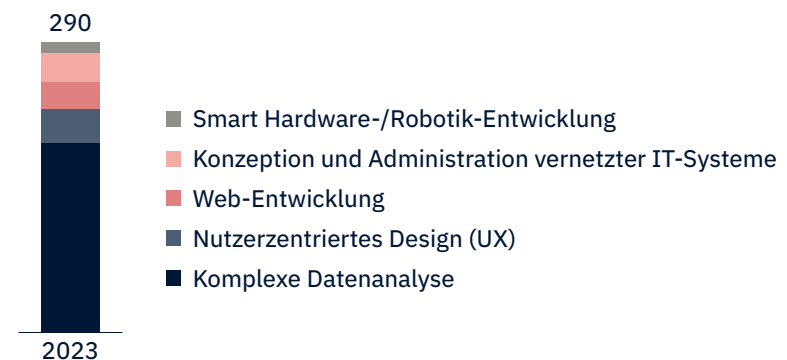 290
Smart Hardware-/Robotik-Entwicklung
Konzeption und Administration vernetzter IT-Systeme
Web-Entwicklung
Nutzerzentriertes Design (UX)
Komplexe Datenanalyse
2023